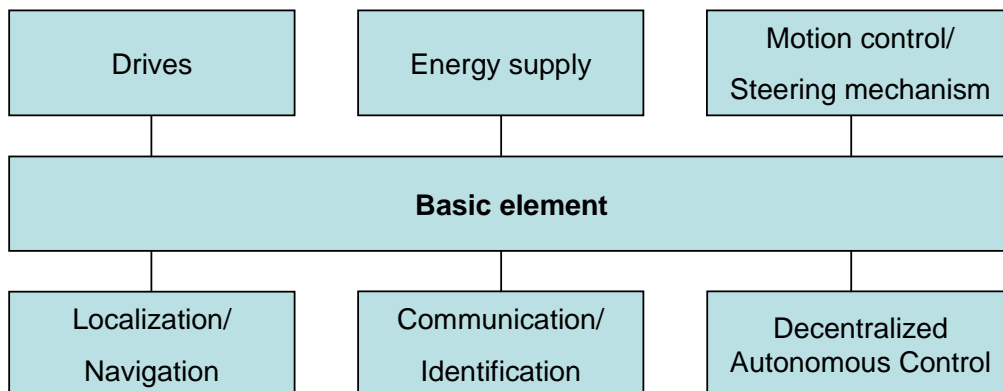 Drives
Energy supply
Motion control/
Steering mechanism
Basic element
Localization/
Navigation
Communication/
Identification
Decentralized
Autonomous Control